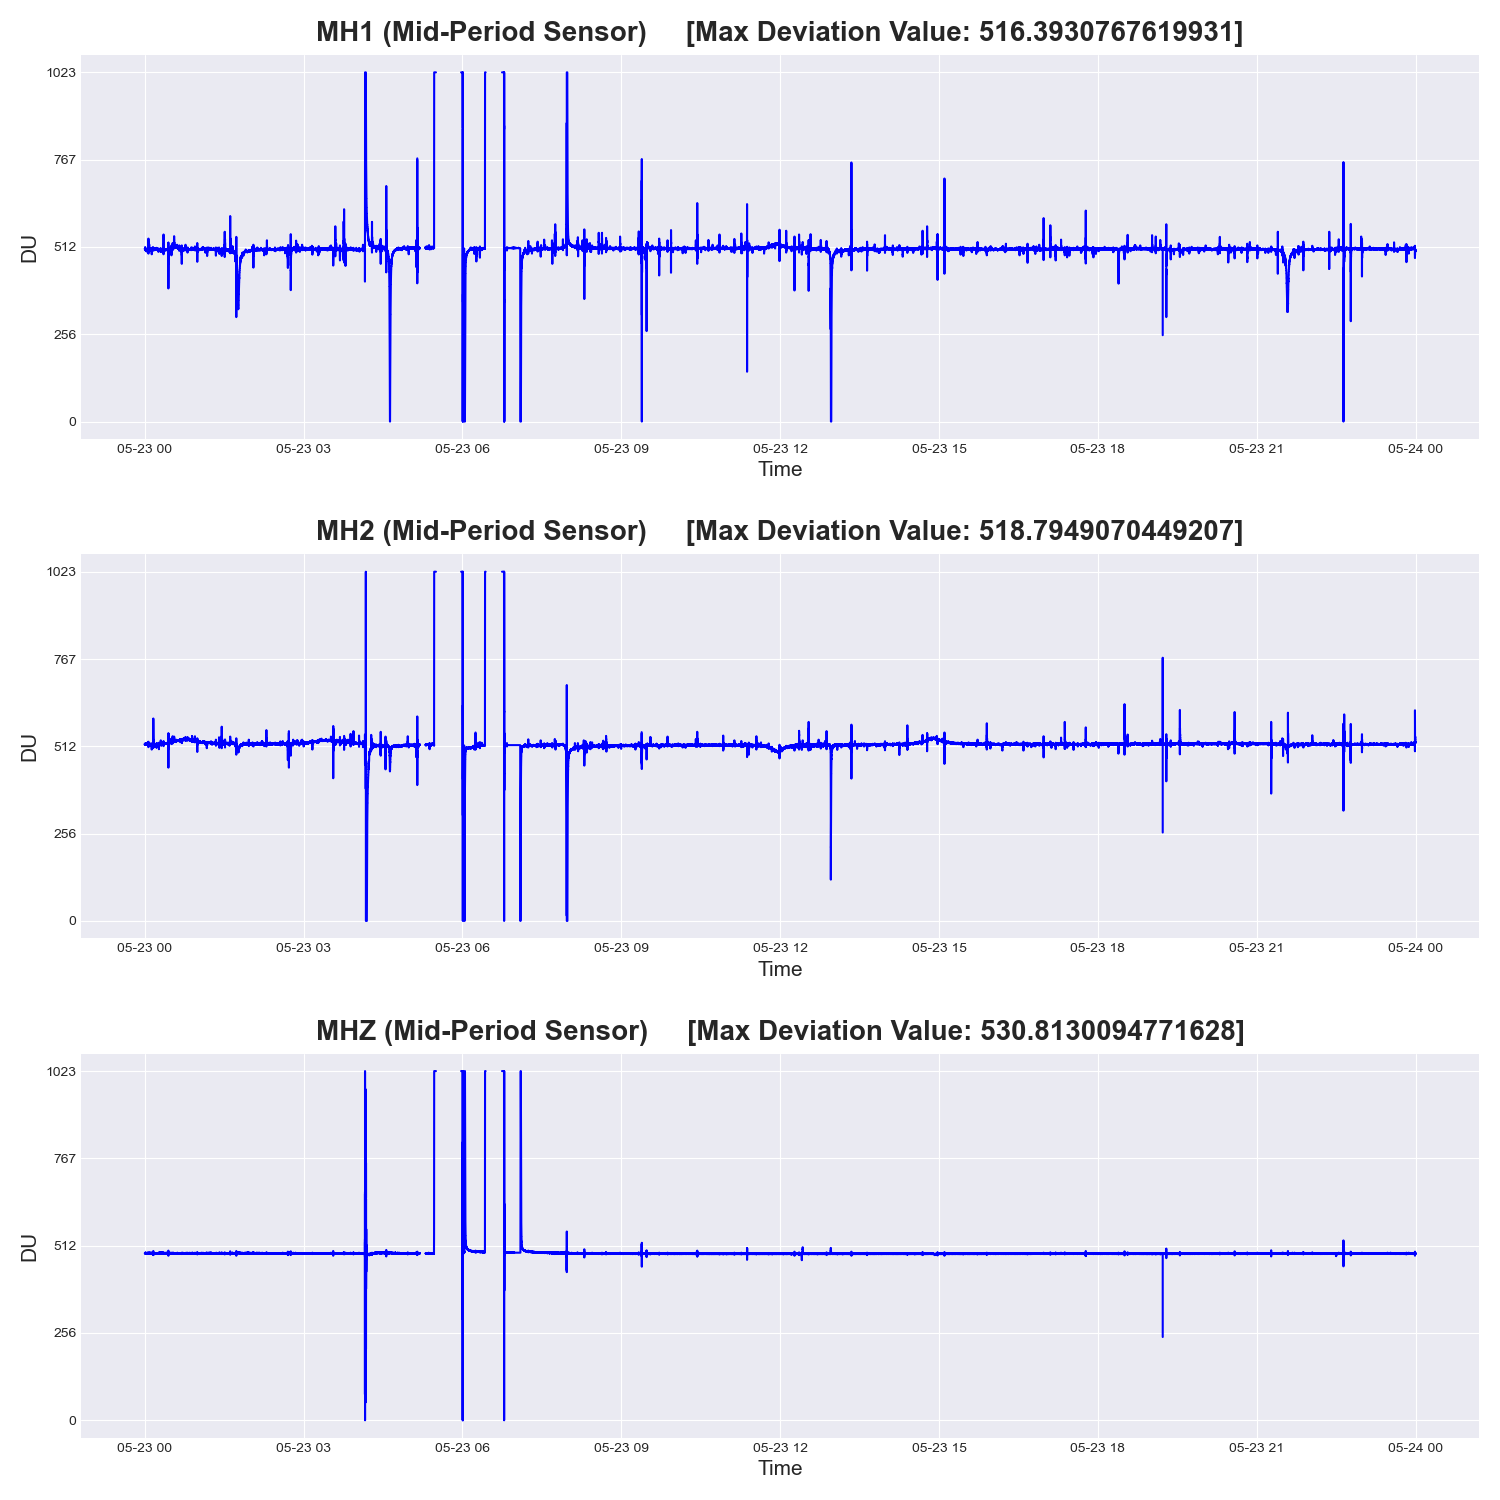 MH1 (Mid-Period Sensor) [Max Deviation Value: 516.3930767619931]
1023
767
512
256
0
DU
05-23 00 05-23 03 05-23 06 05-23 09 05-23 12 05-23 15 05-23 18 05-23 21 05-24 00
Time
MH2 (Mid-Period Sensor) [Max Deviation Value: 518.7949070449207]
1023
767
512
256
0
DU
05-23 00 05-23 03 05-23 06 05-23 09 05-23 12 05-23 15 05-23 18 05-23 21 05-24 00
Time
MHZ (Mid-Period Sensor) [Max Deviation Value: 530.8130094771628]
1023
767
512
256
0
DU
05-23 00 05-23 03 05-23 06 05-23 09 05-23 12 05-23 15 05-23 18 05-23 21 05-24 00
Time